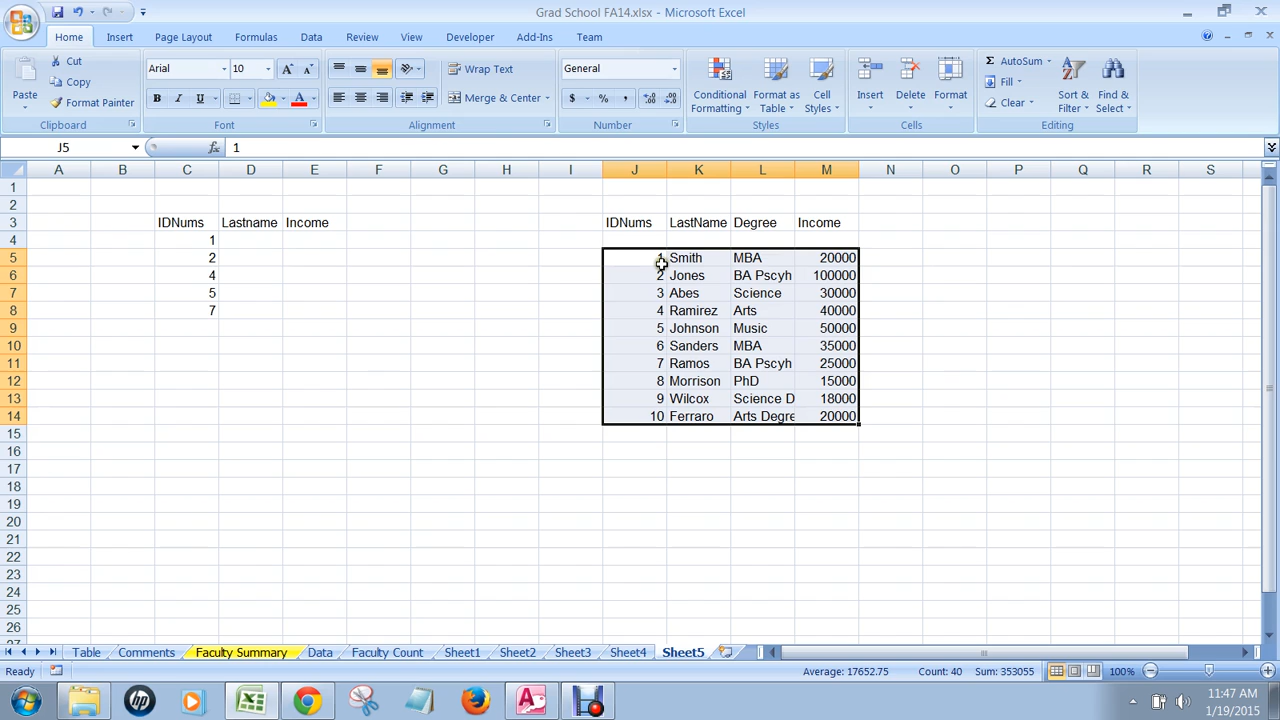 Grad School FA14.xlsx - Microsoft Excel
Home Insert Page Layout Formulas Data Review View Developer Add-Ins Team
Paste Cut Copy Format Painter Clipboard
Arial 10 B I U A Font
Wrap Text Merge & Center Alignment
General $ % , Number
Conditional Formatting Format as Table Cell Styles Styles
Insert Delete Format Cells
AutoSum Fill Clear Sort & Filter Find & Select Editing
J5 fx 1
A B C D E F G H J K L M N O P Q R S
1
2
3 IDNums Lastname Income IDNums LastName Degree Income
4 1
5 2 1 Smith MBA 20000
6 4 2 Jones BA Pscyh 100000
7 5 3 Abes Science 30000
8 7 4 Ramirez Arts 40000
9 5 Johnson Music 50000
10 6 Sanders MBA 35000
11 7 Ramos BA Pscyh 25000
12 8 Morrison PhD 15000
13 9 Wilcox Science D 18000
14 10 Ferraro Arts Degre 20000
15
16
17
18
19
20
21
22
23
24
25
26
27
Table Comments Faculty Summary Data Faculty Count Sheet1 Sheet2 Sheet3 Sheet4 Sheet5
Ready Average: 17652.75 Count: 40 Sum: 353055 100%
hp
11:47 AM
1/19/2015